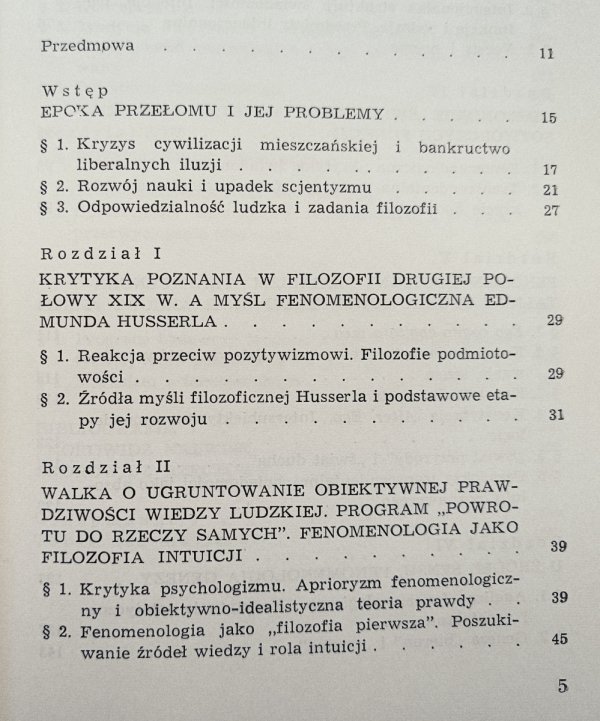 Przedmowa . . . . . . . . . . . 11
Wstęp
EPOKA PRZEŁOMU I JEJ PROBLEMY . . . . . 15
§ 1. Kryzys cywilizacji mieszczańskiej i bankructwo
liberalnych iluzji . . . . . . . . . . . 17
§ 2. Rozwój nauki i upadek scjentyzmu . . . . . 21
§ 3. Odpowiedzialność ludzka i zadania filozofii . . . 27
Rozdział I
KRYTYKA POZNANIA W FILOZOFII DRUGIEJ PO-
ŁOWY XIX W. A MYŚL FENOMENOLOGICZNA ED-
MUNDA HUSSERLA . . . . . . . . . . 29
§ 1. Reakcja przeciw pozytywizmowi. Filozofie podmioto-
wości . . . . . . . . . . . . . . 29
§ 2. Źródła myśli filozoficznej Husserla i podstawowe eta-
py jej rozwoju . . . . . . . . . . . 31
Rozdział II
WALKA O UGRUNTOWANIE OBIEKTYWNEJ PRAW-
DZIWOŚCI WIEDZY LUDZKIEJ. PROGRAM „POWRO-
TU DO RZECZY SAMYCH". FENOMENOLOGIA JAKO
FILOZOFIA INTUICJI . . . . . . . . . 39
§ 1. Krytyka psychologizmu. Aprioryzm fenomenologicz-
ny i obiektywno-idealistyczna teoria prawdy . . 39
§ 2. Fenomenologia jako „filozofia pierwsza". Poszuki-
wanie źródeł wiedzy i rola intuicji . . . . . . 45
5